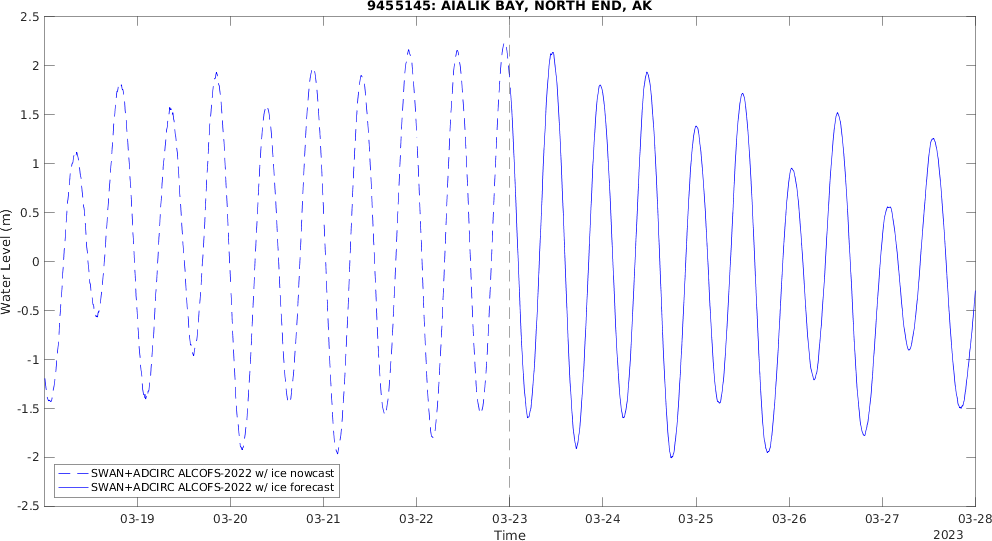 9455145: AIALIK BAY, NORTH END, AK
2.5
2
1.5
1
0.5
0
-0.5
-1
-1.5
-2
-2.5
Water Level (m)
SWAN+ADCIRC ALCOFS-2022 w/ ice nowcast
SWAN+ADCIRC ALCOFS-2022 w/ ice forecast
03-19 03-20 03-21 03-22 03-23 03-24 03-25 03-26 03-27 03-28
Time
2023